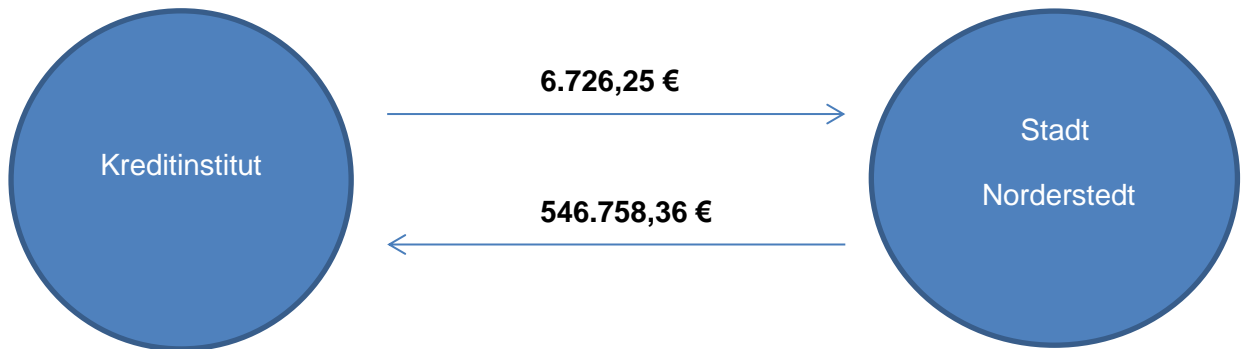 Kreditinstitut
6.726,25 €
546.758,36 €
Stadt
Norderstedt